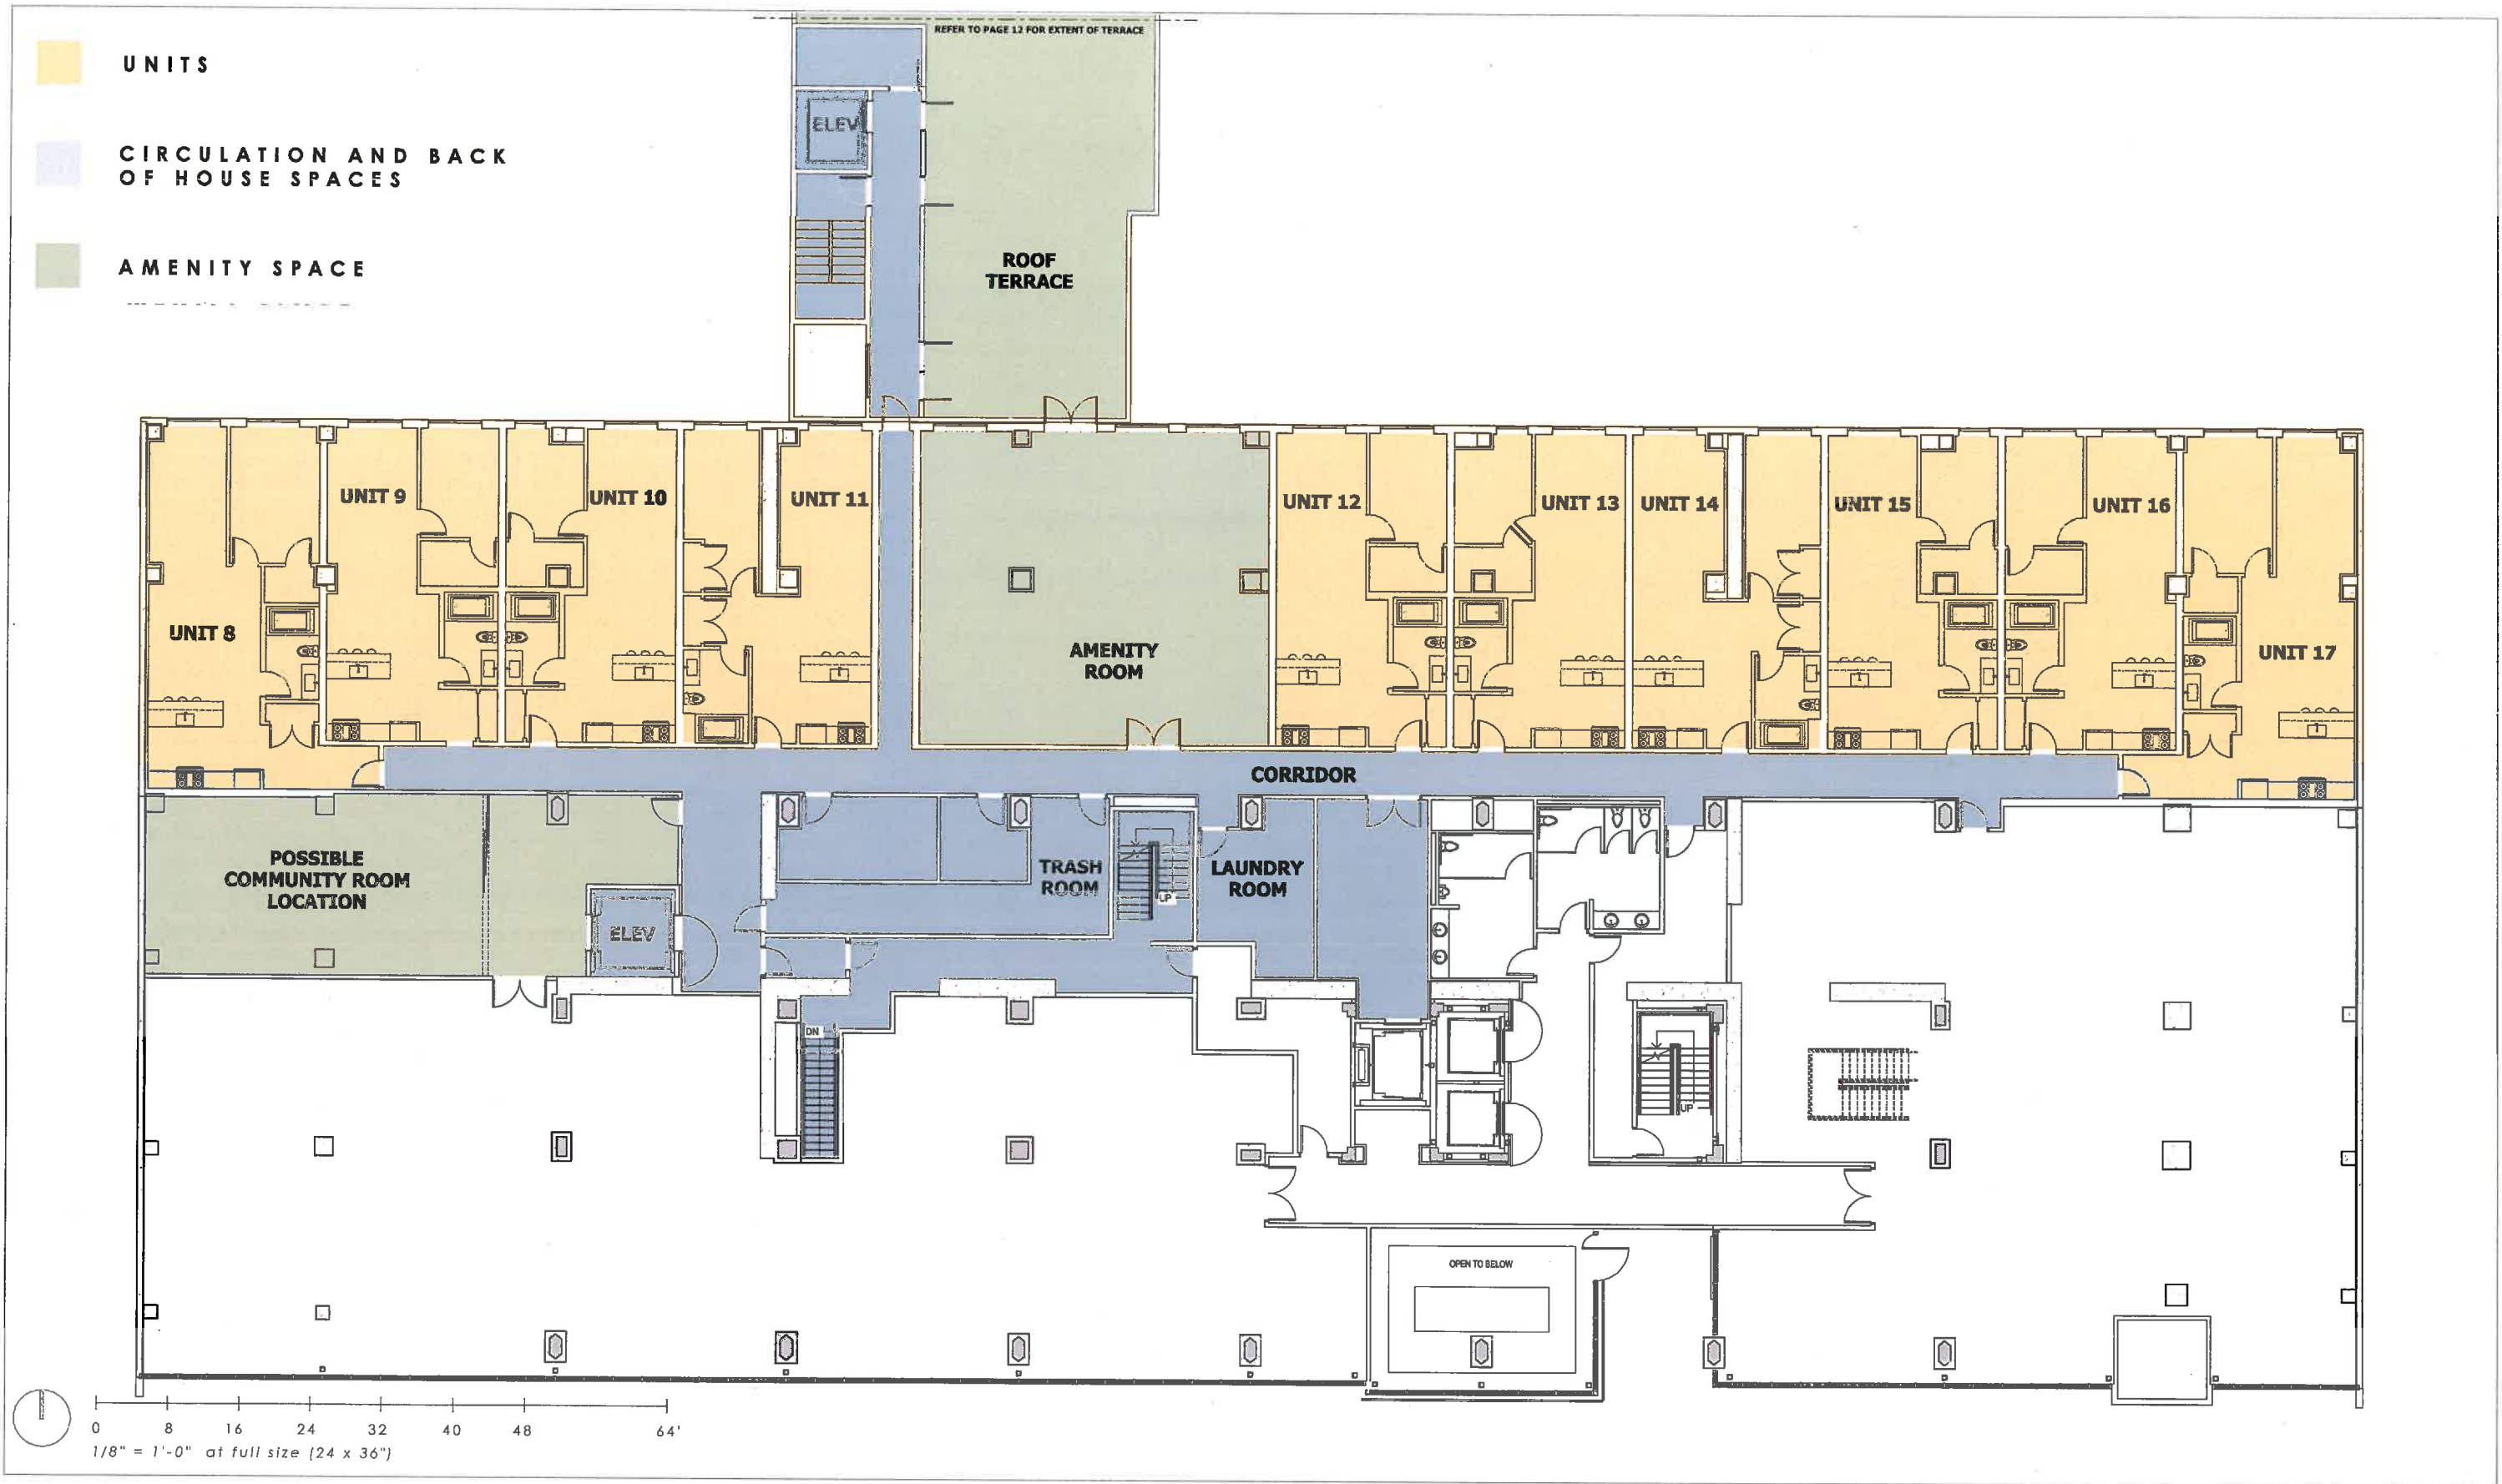 UNITS
CIRCULATION AND BACK
OF HOUSE SPACES
AMENITY SPACE
REFER TO PAGE 12 FOR EXTENT OF TERRACE
ELEV
ROOF
TERRACE
UNIT 8
UNIT 9
UNIT 10
UNIT 11
AMENITY
ROOM
UNIT 12
UNIT 13
UNIT 14
UNIT 15
UNIT 16
UNIT 17
CORRIDOR
POSSIBLE
COMMUNITY ROOM
LOCATION
ELEV
TRASH
ROOM
UP
LAUNDRY
ROOM
DN
UP
OPEN TO BELOW
0 8 16 24 32 40 48 64'
1/8" = 1'-0" at full size (24 x 36")